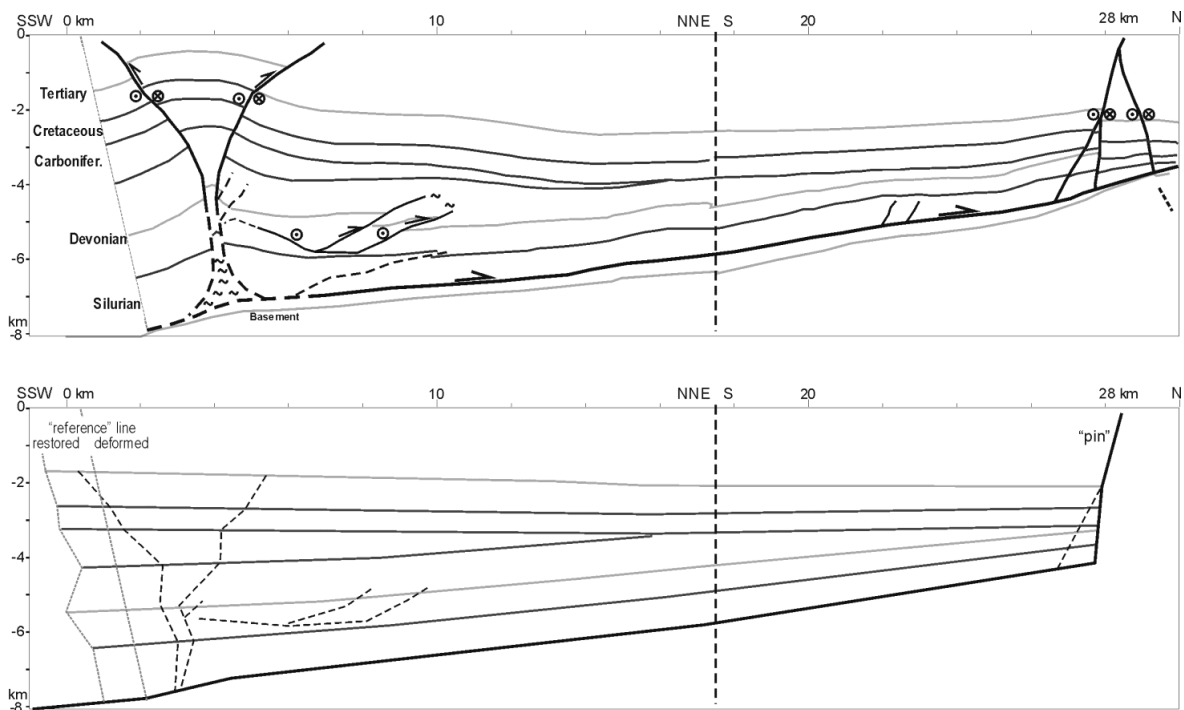 SSW 0 km 10 NNE S 20 28 km N
0
Tertiary
-2
Cretaceous
Carbonifer.
-4
Devonian
-6
Silurian
km
Basement
-8
SSW 0 km 10 NNE S 20 28 km N
0
"reference" line
restored deformed
"pin"
-2
-4
-6
km
-8